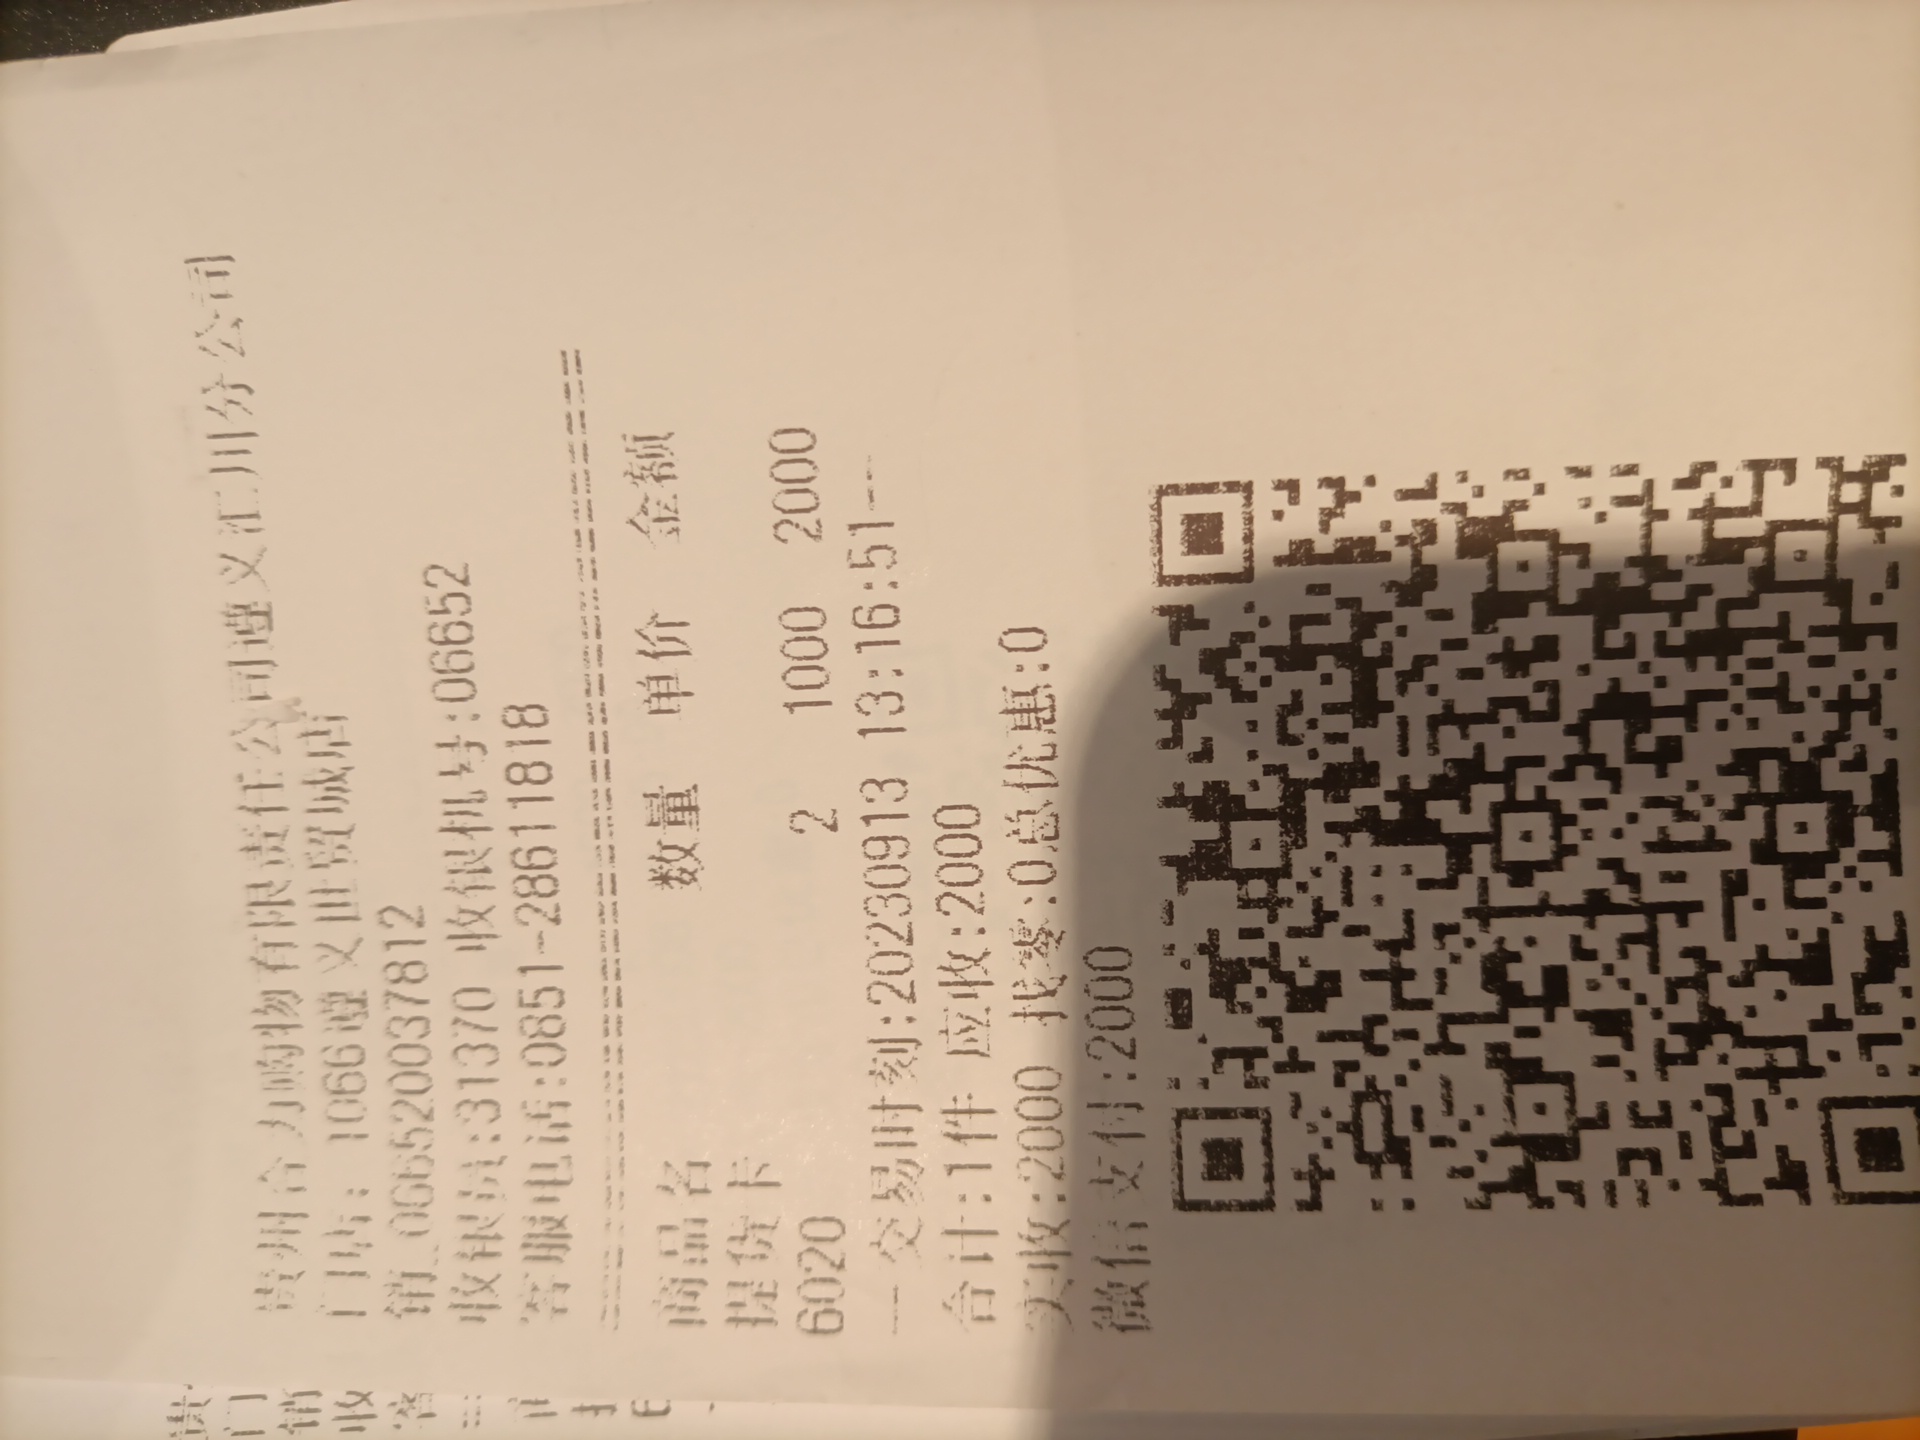 贵州合力购物有限责任公司遵义汇川分公司
门店: 1066遵义世贸城店
销_066520037812
收银员:31370 收银机号:06652
客服电话:0851-28611818
商品名 数量 单价 金额
提货卡
6020 2 1000 2000
—交易时刻:20230913 13:16:51—
合计:1件 应收:2000
实收:2000 找零:0总优惠:0
微信支付:2000
贵
门
销
收
客